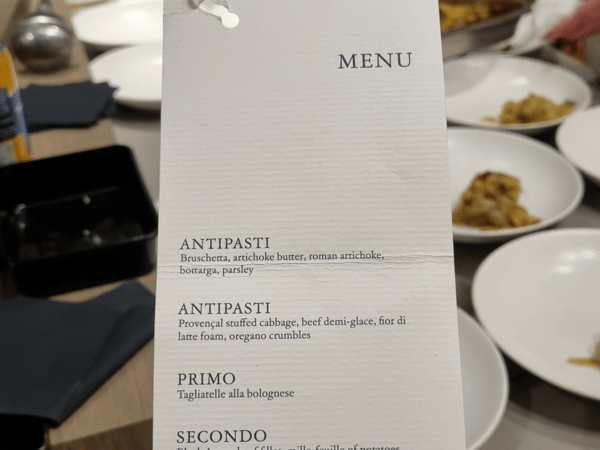 MENU
ANTIPASTI
Bruschetta, artichoke butter, roman artichoke,
bottarga, parsley
ANTIPASTI
Provençal stuffed cabbage, beef demi-glace, fior di
latte foam, oregano crumbles
PRIMO
Tagliatelle alla bolognese
SECONDO